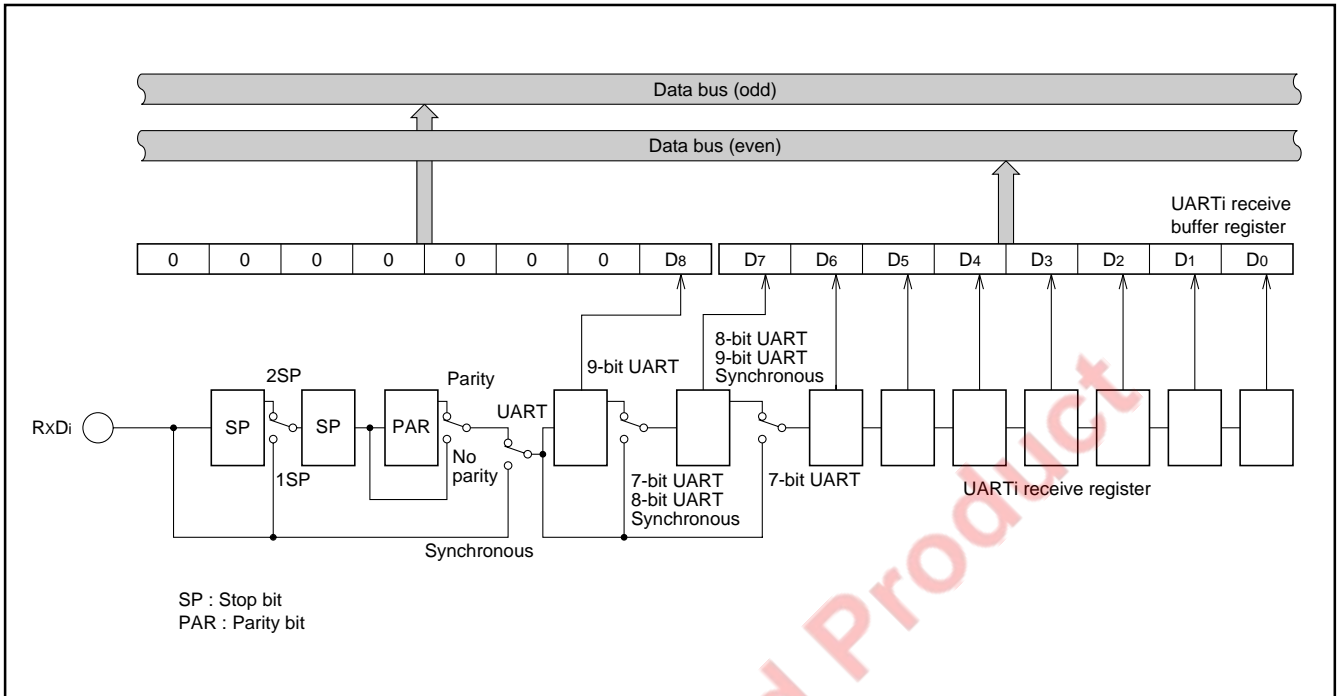 Data bus (odd)
Data bus (even)
UARTi receive
buffer register
0 0 0 0 0 0 0 D8 D7 D6 D5 D4 D3 D2 D1 D0
8-bit UART
9-bit UART
Synchronous
9-bit UART
2SP
Parity
UART
RxDi
SP
SP
PAR
1SP
No
parity
7-bit UART
8-bit UART
Synchronous
7-bit UART
UARTi receive register
Synchronous
SP : Stop bit
PAR : Parity bit
d Product